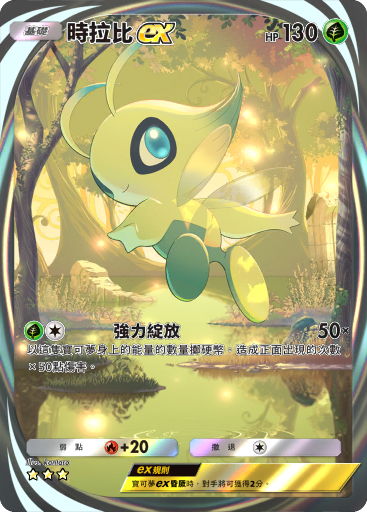 基礎 時拉比ex HP 130
強力綻放 50×
以這隻寶可夢身上的能量的數量擲硬幣，造成正面出現的次數
×50點傷害。
弱點 +20 撤退
Illus. kantaro
ex規則
寶可夢ex昏厥時，對手將可獲得2分。